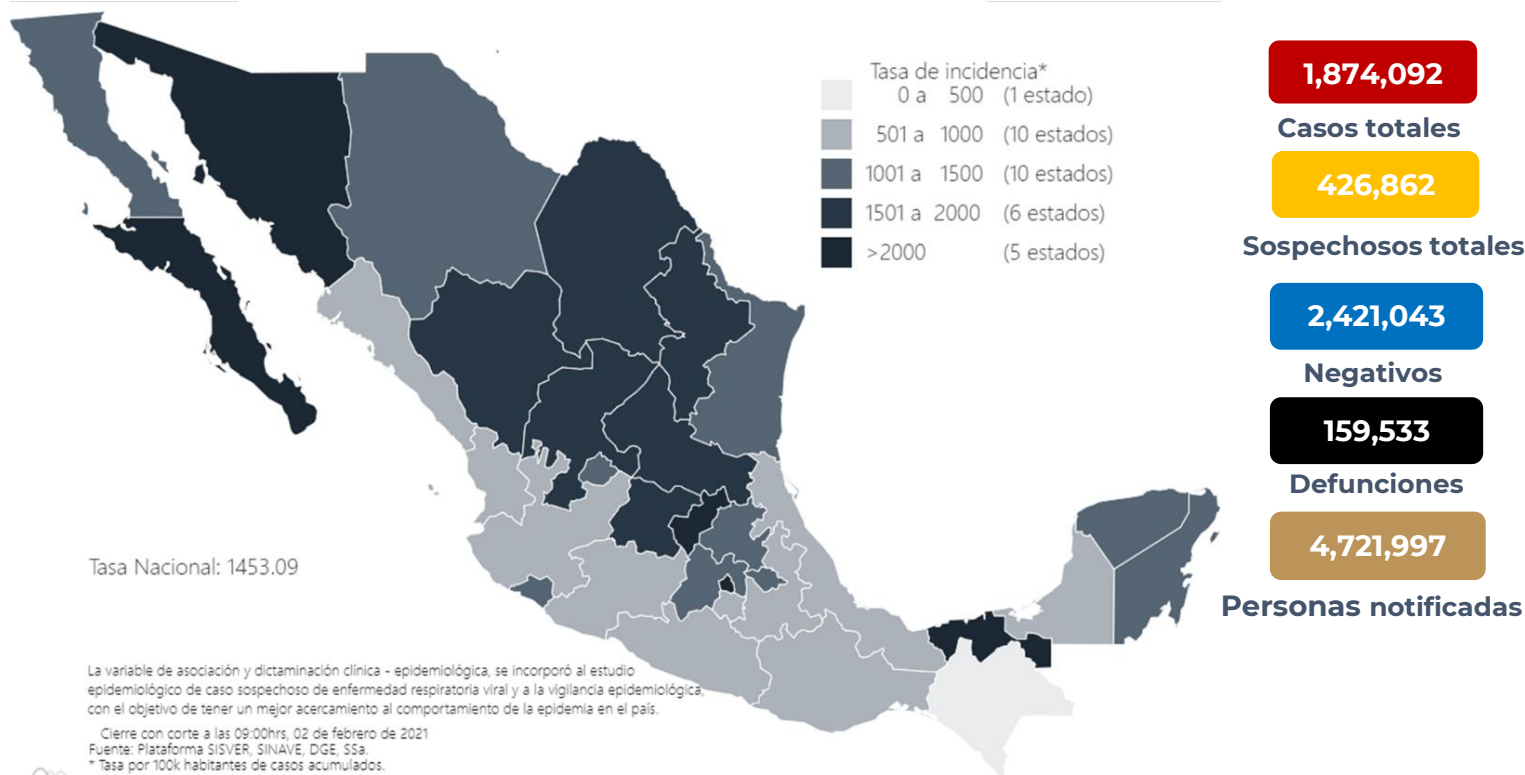 Tasa de incidencia*
0 a 500 (1 estado)
501 a 1000 (10 estados)
1001 a 1500 (10 estados)
1501 a 2000 (6 estados)
>2000 (5 estados)
1,874,092
Casos totales
426,862
Sospechosos totales
2,421,043
Negativos
159,533
Defunciones
4,721,997
Personas notificadas
Tasa Nacional: 1453.09
La variable de asociación y dictaminación clínica - epidemiológica, se incorporó al estudio
epidemiológico de caso sospechoso de enfermedad respiratoria viral y a la vigilancia epidemiológica,
con el objetivo de tener un mejor acercamiento al comportamiento de la epidemia en el país.
Cierre con corte a las 09:00hrs, 02 de febrero de 2021
Fuente: Plataforma SISVER, SINAVE, DGE, SSa.
* Tasa por 100k habitantes de casos acumulados.